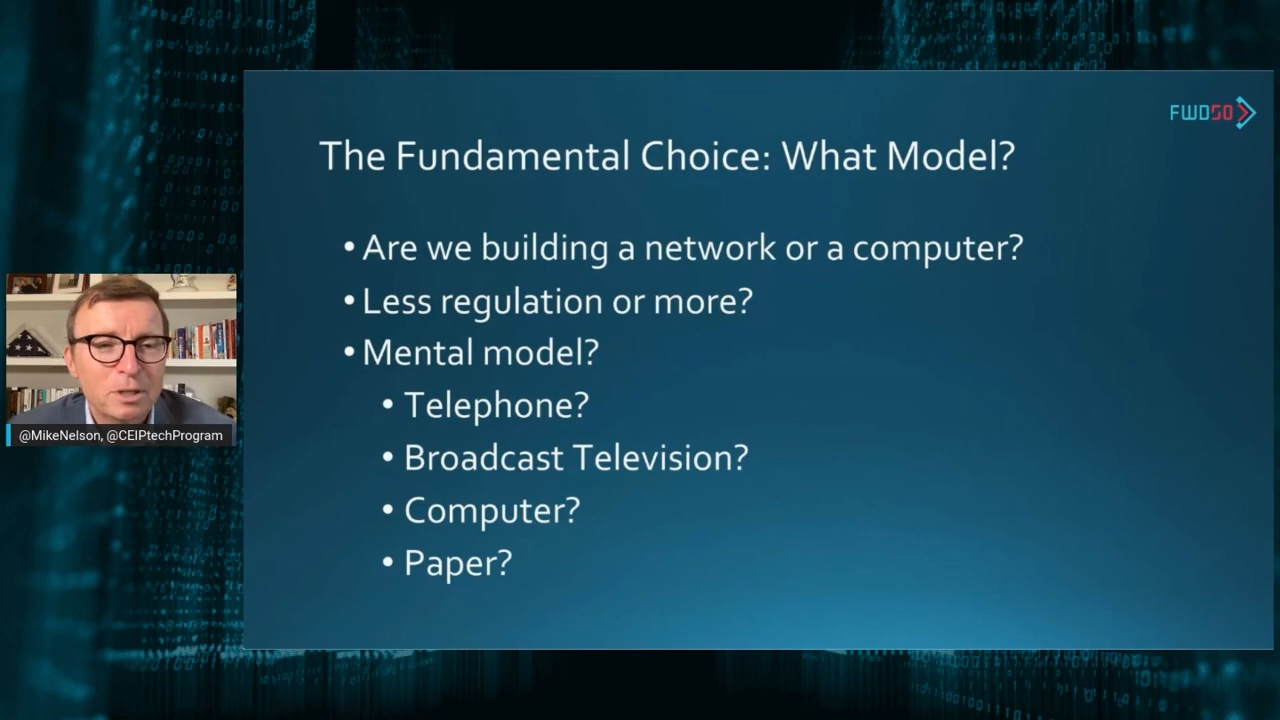 FWD50
The Fundamental Choice: What Model?
• Are we building a network or a computer?
• Less regulation or more?
• Mental model?
• Telephone?
• Broadcast Television?
• Computer?
• Paper?
@MikeNelson, @CEIPtechProgram